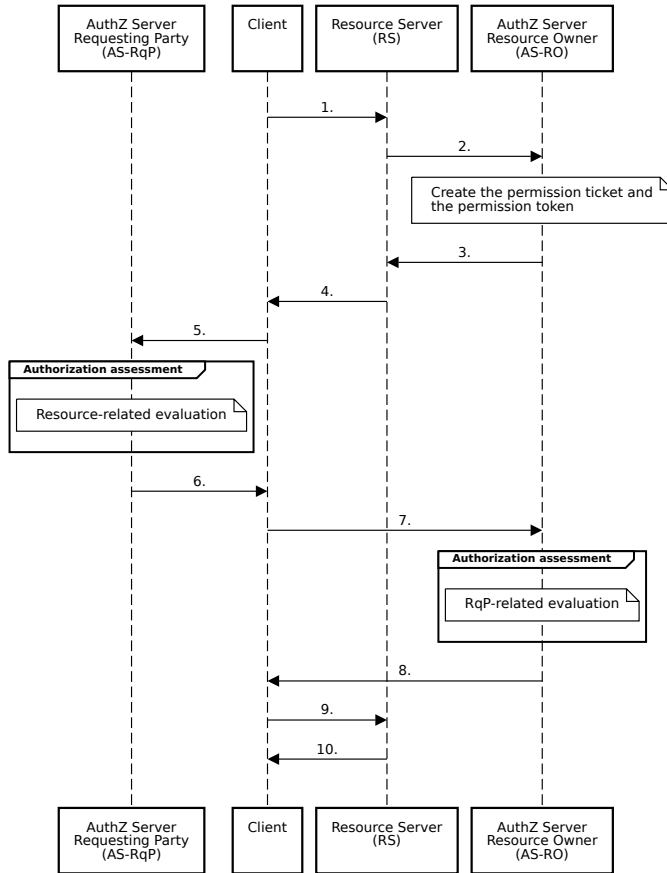 AuthZ Server
Requesting Party
(AS-RqP)
Client
Resource Server
(RS)
AuthZ Server
Resource Owner
(AS-RO)
1.
2.
Create the permission ticket and
the permission token
3.
4.
5.
Authorization assessment
Resource-related evaluation
6.
7.
Authorization assessment
RqP-related evaluation
8.
9.
10.
AuthZ Server
Requesting Party
(AS-RqP)
Client
Resource Server
(RS)
AuthZ Server
Resource Owner
(AS-RO)